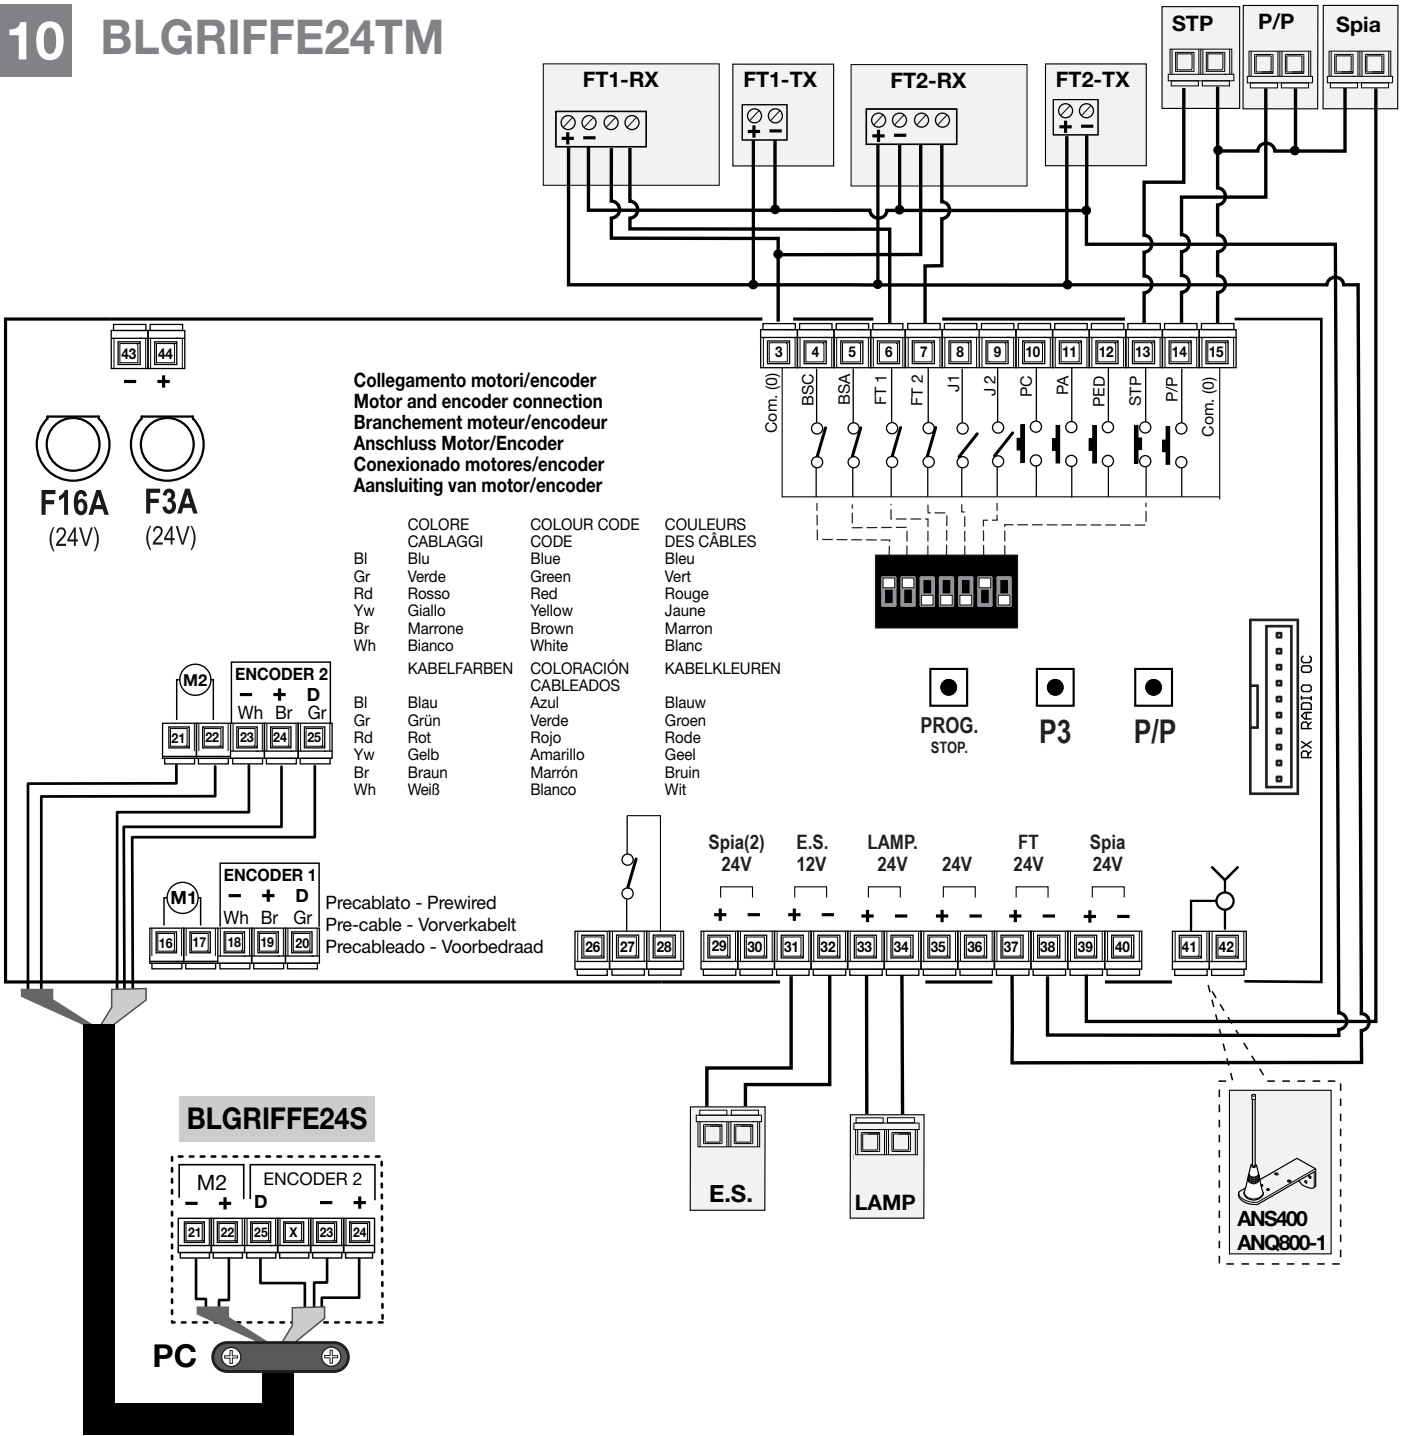 10 BLGRIFFE24TM
STP P/P Spia
FT1-RX FT1-TX FT2-RX FT2-TX
+ − + − + − + −
43 44
− +
F16A F3A
(24V) (24V)
3 4 5 6 7 8 9 10 11 12 13 14 15
Com. (0) BSC BSA FT 1 FT 2 J1 J 2 PC PA PED STP P/P Com. (0)
Collegamento motori/encoder
Motor and encoder connection
Branchement moteur/encodeur
Anschluss Motor/Encoder
Conexionado motores/encoder
Aansluiting van motor/encoder
COLORE COLOUR CODE COULEURS
CABLAGGI CODE DES CÂBLES
Bl Blu Blue Bleu
Gr Verde Green Vert
Rd Rosso Red Rouge
Yw Giallo Yellow Jaune
Br Marrone Brown Marron
Wh Bianco White Blanc
KABELFARBEN COLORACIÓN KABELKLEUREN
CABLEADOS
Bl Blau Azul Blauw
Gr Grün Verde Groen
Rd Rot Rojo Rode
Yw Gelb Amarillo Geel
Br Braun Marrón Bruin
Wh Weiß Blanco Wit
M2 ENCODER 2
− + D
Wh Br Gr
21 22 23 24 25
PROG. P3 P/P
STOP.
RX RADIO OC
M1 ENCODER 1
− + D
Wh Br Gr
16 17 18 19 20
Precablato - Prewired
Pre-cable - Vorverkabelt
Precableado - Voorbedraad
Spia(2) E.S. LAMP. FT Spia
24V 12V 24V 24V 24V 24V
+ − + − + − + − + − + −
26 27 28 29 30 31 32 33 34 35 36 37 38 39 40 41 42
E.S.
LAMP
ANS400
ANQ800-1
BLGRIFFE24S
M2 ENCODER 2
− + D − +
21 22 25 X 23 24
PC